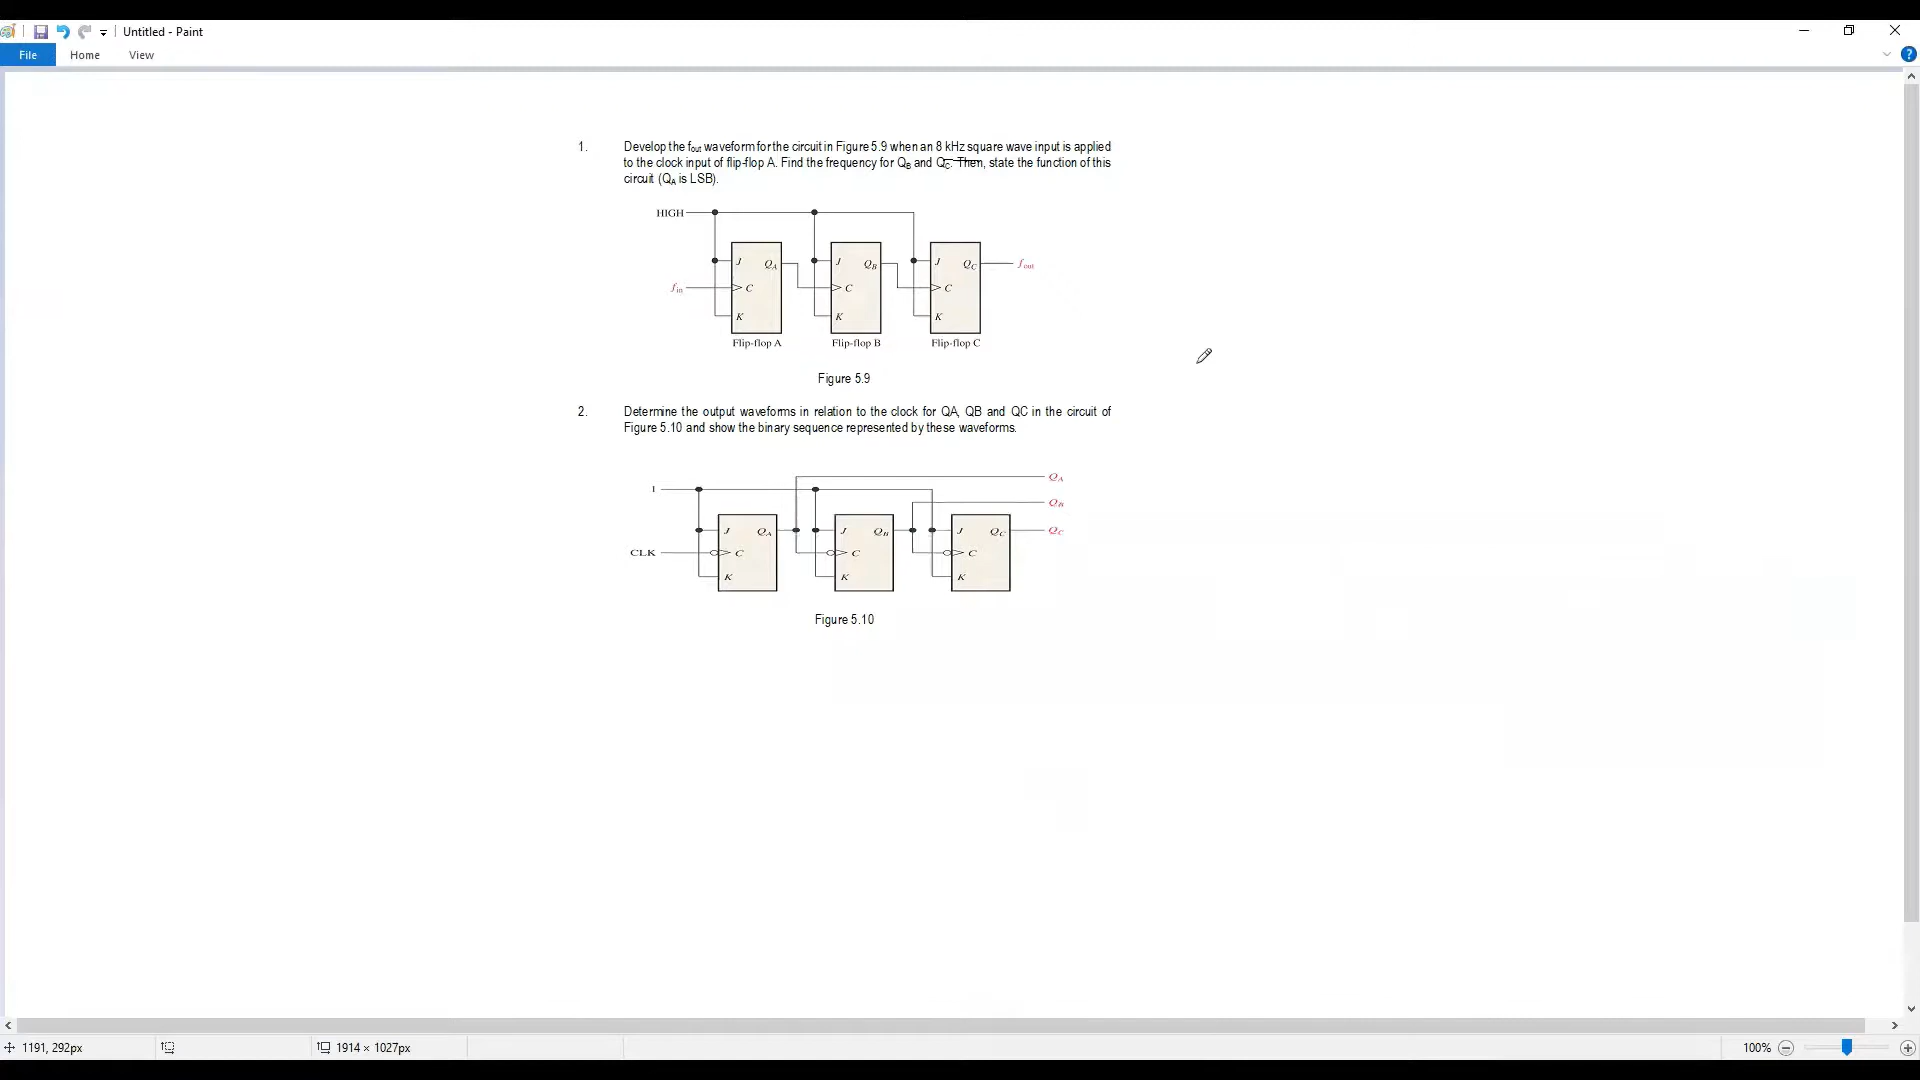 Untitled - Paint
File Home View
1. Develop the fout waveform for the circuit in Figure 5.9 when an 8 kHz square wave input is applied
to the clock input of flip-flop A. Find the frequency for QB and QC. Then, state the function of this
circuit (QA is LSB).
HIGH
J QA J QB J QC fout
fin C C C
K K K
Flip-flop A Flip-flop B Flip-flop C
Figure 5.9
2. Determine the output waveforms in relation to the clock for QA, QB and QC in the circuit of
Figure 5.10 and show the binary sequence represented by these waveforms.
QA
1
QB
J QA J QB J QC QC
CLK C C C
K K K
Figure 5.10
1191, 292px 1914 × 1027px 100%